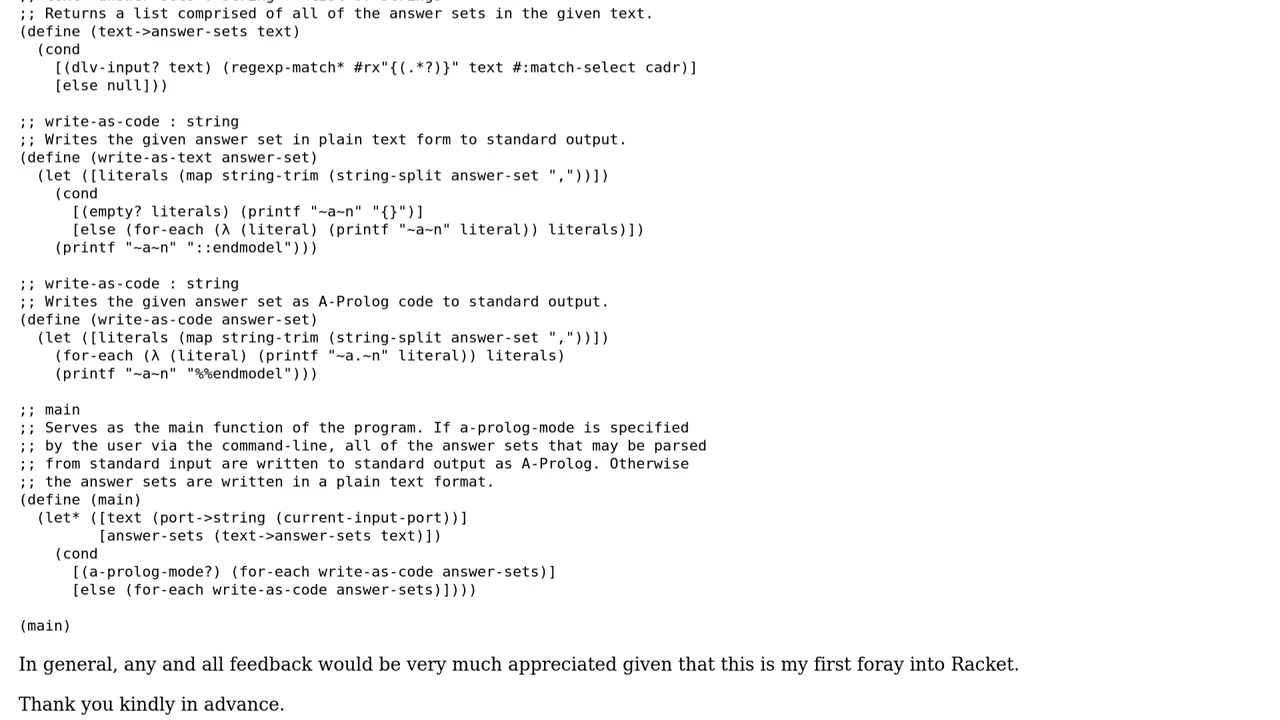 ;; Returns a list comprised of all of the answer sets in the given text.
(define (text->answer-sets text)
  (cond
    [(dlv-input? text) (regexp-match* #rx"{(.*?)}" text #:match-select cadr)]
    [else null]))

;; write-as-code : string
;; Writes the given answer set in plain text form to standard output.
(define (write-as-text answer-set)
  (let ([literals (map string-trim (string-split answer-set ","))])
    (cond
      [(empty? literals) (printf "~a~n" "{}")]
      [else (for-each (λ (literal) (printf "~a~n" literal)) literals)])
    (printf "~a~n" "::endmodel")))

;; write-as-code : string
;; Writes the given answer set as A-Prolog code to standard output.
(define (write-as-code answer-set)
  (let ([literals (map string-trim (string-split answer-set ","))])
    (for-each (λ (literal) (printf "~a.~n" literal)) literals)
    (printf "~a~n" "%%endmodel")))

;; main
;; Serves as the main function of the program. If a-prolog-mode is specified
;; by the user via the command-line, all of the answer sets that may be parsed
;; from standard input are written to standard output as A-Prolog. Otherwise
;; the answer sets are written in a plain text format.
(define (main)
  (let* ([text (port->string (current-input-port))]
         [answer-sets (text->answer-sets text)])
    (cond
      [(a-prolog-mode?) (for-each write-as-code answer-sets)]
      [else (for-each write-as-code answer-sets)])))

(main)
In general, any and all feedback would be very much appreciated given that this is my first foray into Racket.
Thank you kindly in advance.